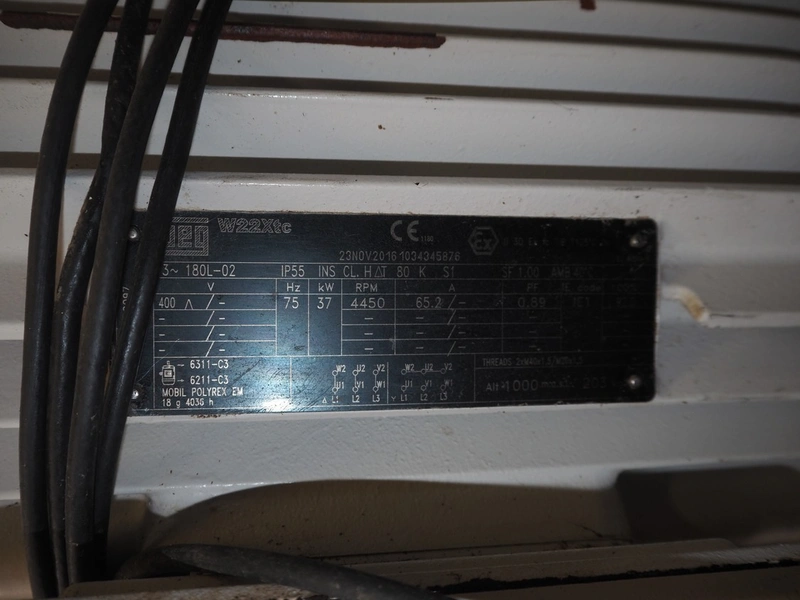 weg W22Xtc CE Ex
23NOV2016 1034345878
3~ 180L-02 IP55 INS CL. H ΔT 80 K S1 SF 1.00
V Hz kW RPM A PF
400 Λ / - 75 37 4450 65.2 / - 0.89
- / - - - / -
- / - - - / -
- / - - - / -
6311-C3
6211-C3
MOBIL POLYREX EM
18 g 4036 h
W2 U2 V2 W2 U2 V2
U1 V1 W1 U1 V1 W1
Δ L1 L2 L3 Y L1 L2 L3
THREADS
Alt 1000